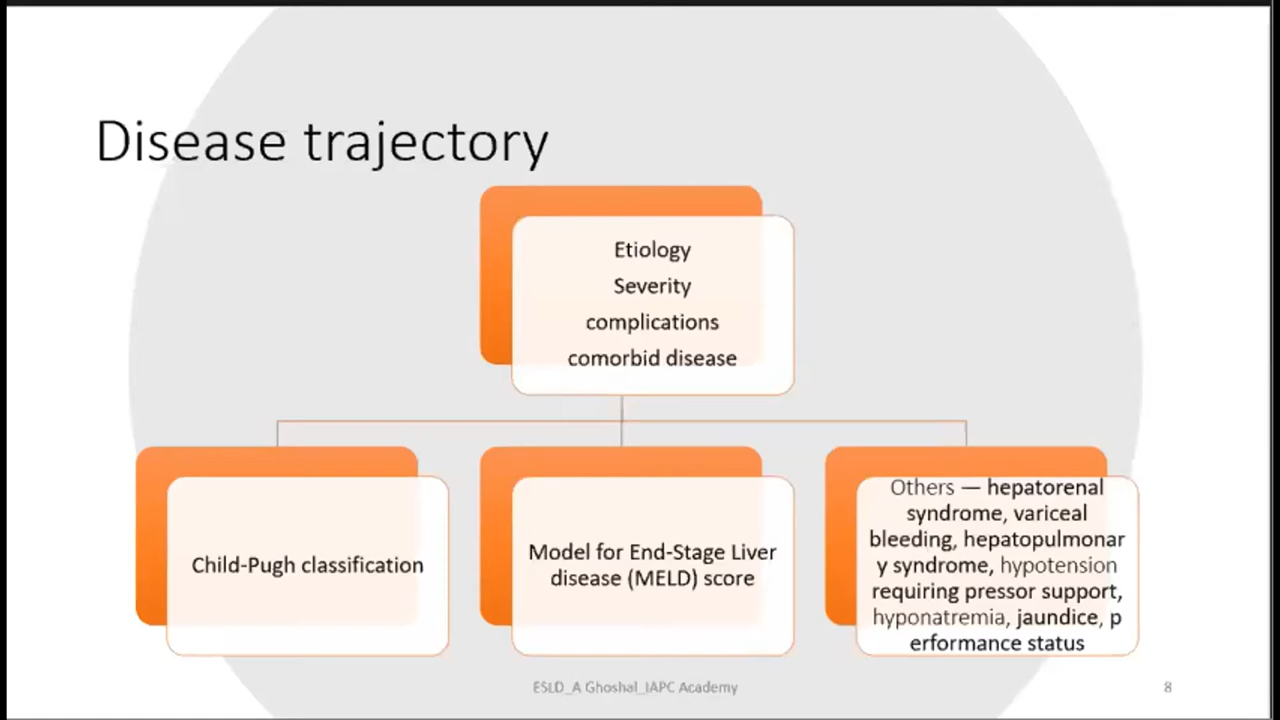 Disease trajectory
Etiology
Severity
complications
comorbid disease
Child-Pugh classification
Model for End-Stage Liver
disease (MELD) score
Others — hepatorenal
syndrome, variceal
bleeding, hepatopulmonar
y syndrome, hypotension
requiring pressor support,
hyponatremia, jaundice, p
erformance status
ESLD_A Ghoshal_IAPC Academy
8